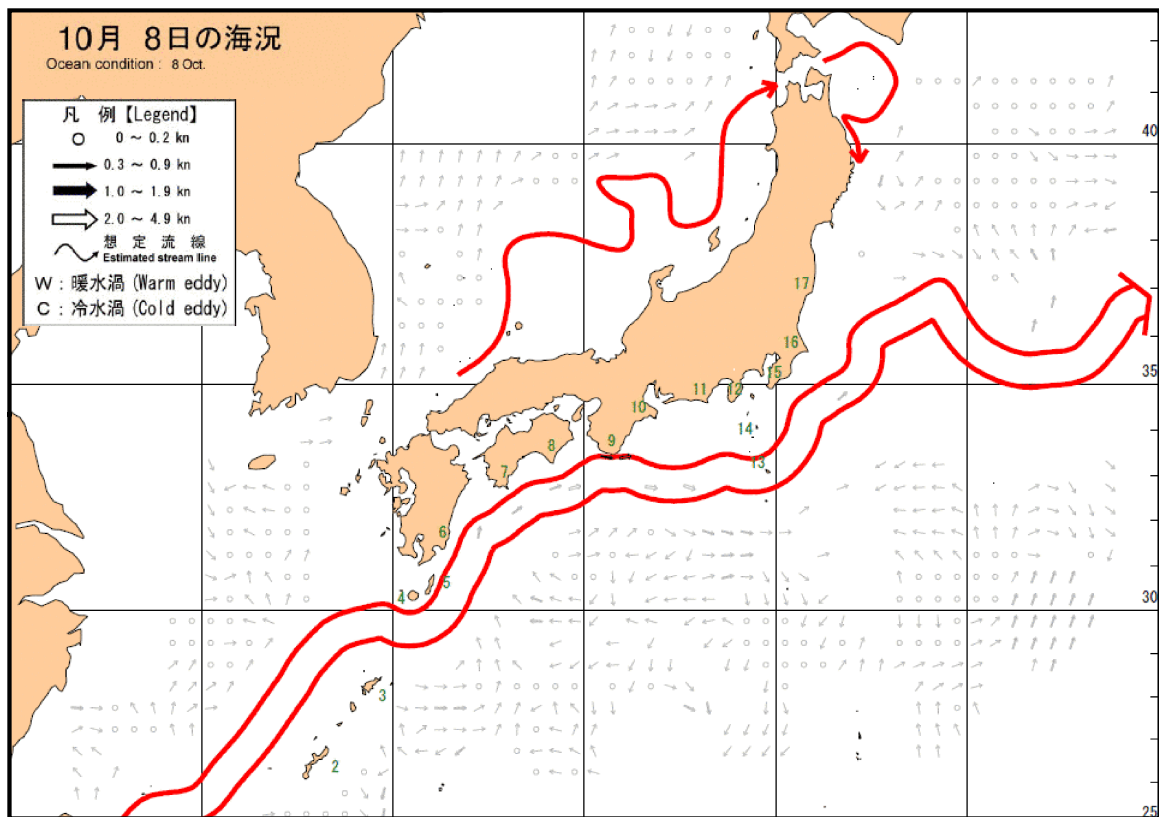 10月 8日の海況
Ocean condition : 8 Oct.
凡 例【Legend】
0 ～ 0.2 kn
0.3 ～ 0.9 kn
1.0 ～ 1.9 kn
2.0 ～ 4.9 kn
想 定 流 線
Estimated stream line
W : 暖水渦 (Warm eddy)
C : 冷水渦 (Cold eddy)
40
17
16
35
15
12
11
10
14
9
8
13
7
6
5
4
30
3
2
25